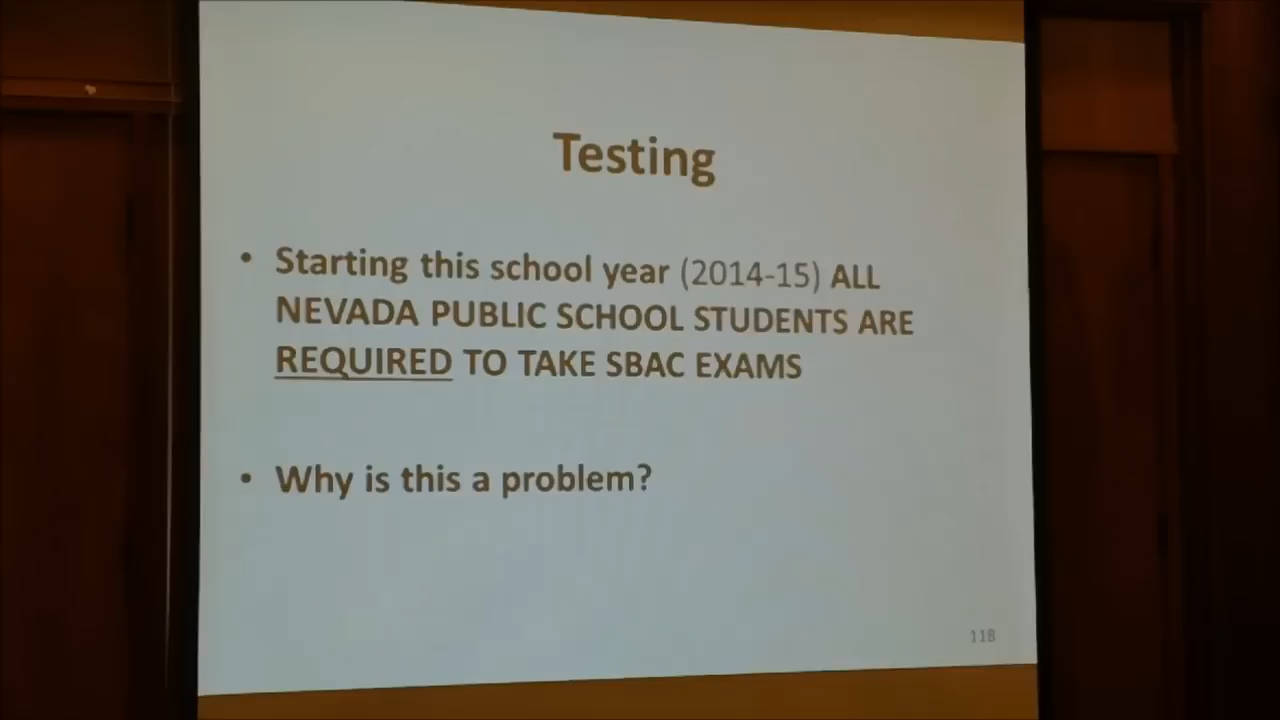 Testing
• Starting this school year (2014-15) ALL
NEVADA PUBLIC SCHOOL STUDENTS ARE
REQUIRED TO TAKE SBAC EXAMS
• Why is this a problem?
118